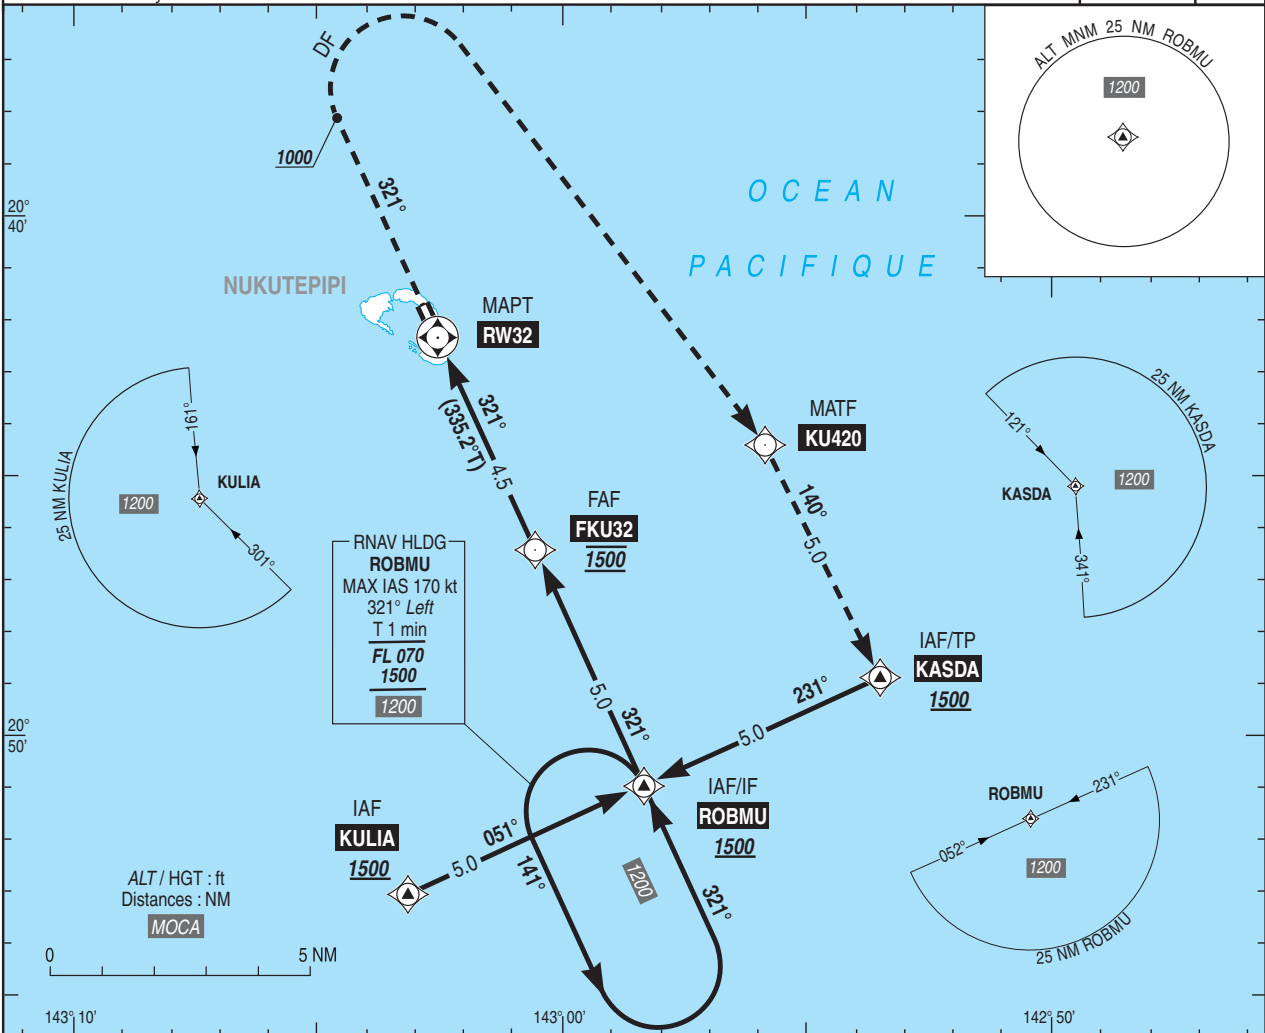 DF
1000
321°
OCEAN
PACIFIQUE
ALT MNM 25 NM ROBMU
1200
20°
40'
NUKUTEPIPI
MAPT
RW32
321°
(335.2°T)
4.5
MATF
KU420
140°
5.0
25 NM KULIA
161°
1200
KULIA
301°
25 NM KASDA
121°
1200
KASDA
341°
FAF
FKU32
1500
RNAV HLDG
ROBMU
MAX IAS 170 kt
321° Left
T 1 min
FL 070
1500
1200
5.0
321°
IAF/TP
KASDA
1500
231°
5.0
20°
50'
IAF/IF
ROBMU
1500
IAF
KULIA
1500
5.0
051°
141°
1200
321°
ROBMU
231°
052°
1200
25 NM ROBMU
ALT / HGT : ft
Distances : NM
MOCA
0
5 NM
143° 10'
143° 00'
142° 50'